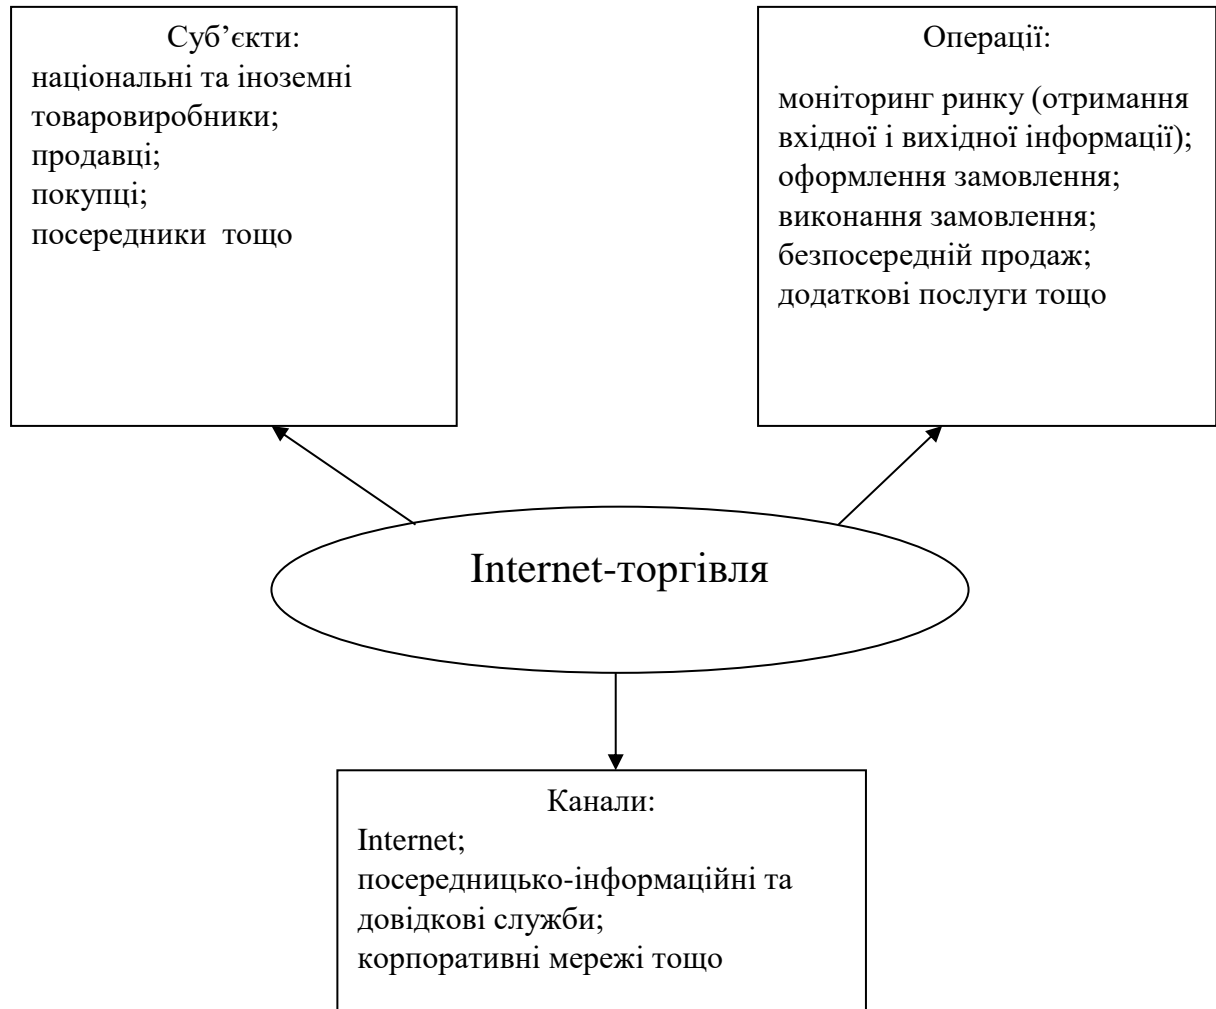 Суб’єкти:
національні та іноземні
товаровиробники;
продавці;
покупці;
посередники  тощо
Операції:
моніторинг ринку (отримання
вхідної і вихідної інформації);
оформлення замовлення;
виконання замовлення;
безпосередній продаж;
додаткові послуги тощо
Internet-торгівля
Канали:
Internet;
посередницько-інформаційні та
довідкові служби;
корпоративні мережі тощо